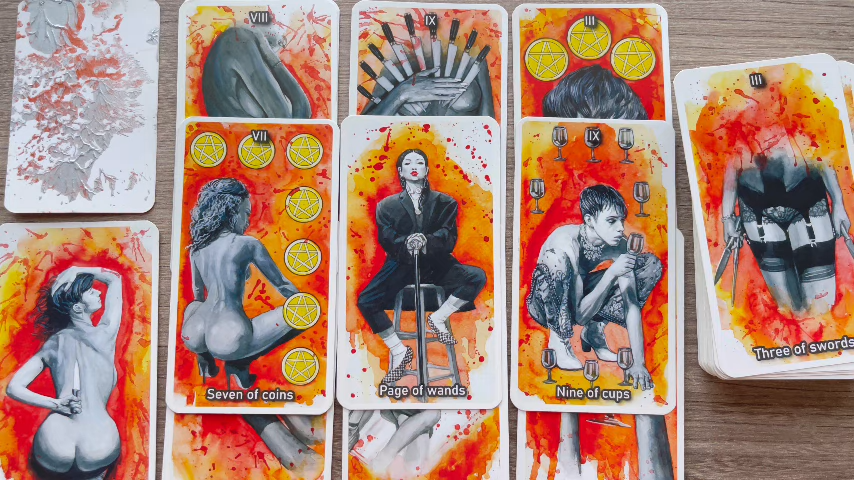 VIII
IX
III
III
VII
IX
Seven of coins
Page of wands
Nine of cups
Three of swords